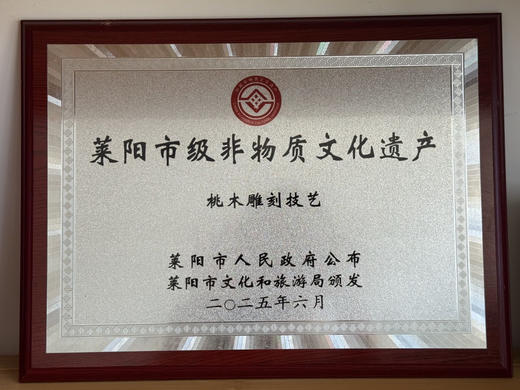 莱阳市级非物质文化遗产
桃木雕刻技艺
莱阳市人民政府公布
莱阳市文化和旅游局颁发
二〇二五年六月